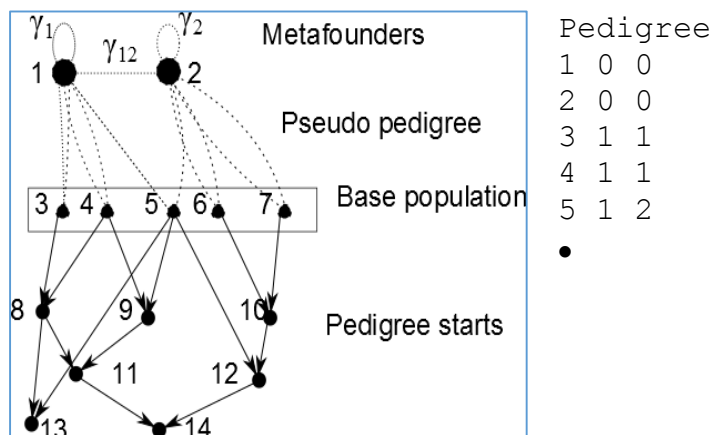 γ1 γ2 Metafounders
γ12
1 2
Pseudo pedigree
Base population
3 4 5 6 7
8 9 10
Pedigree starts
11 12
13 14
Pedigree
1 0 0
2 0 0
3 1 1
4 1 1
5 1 2
•